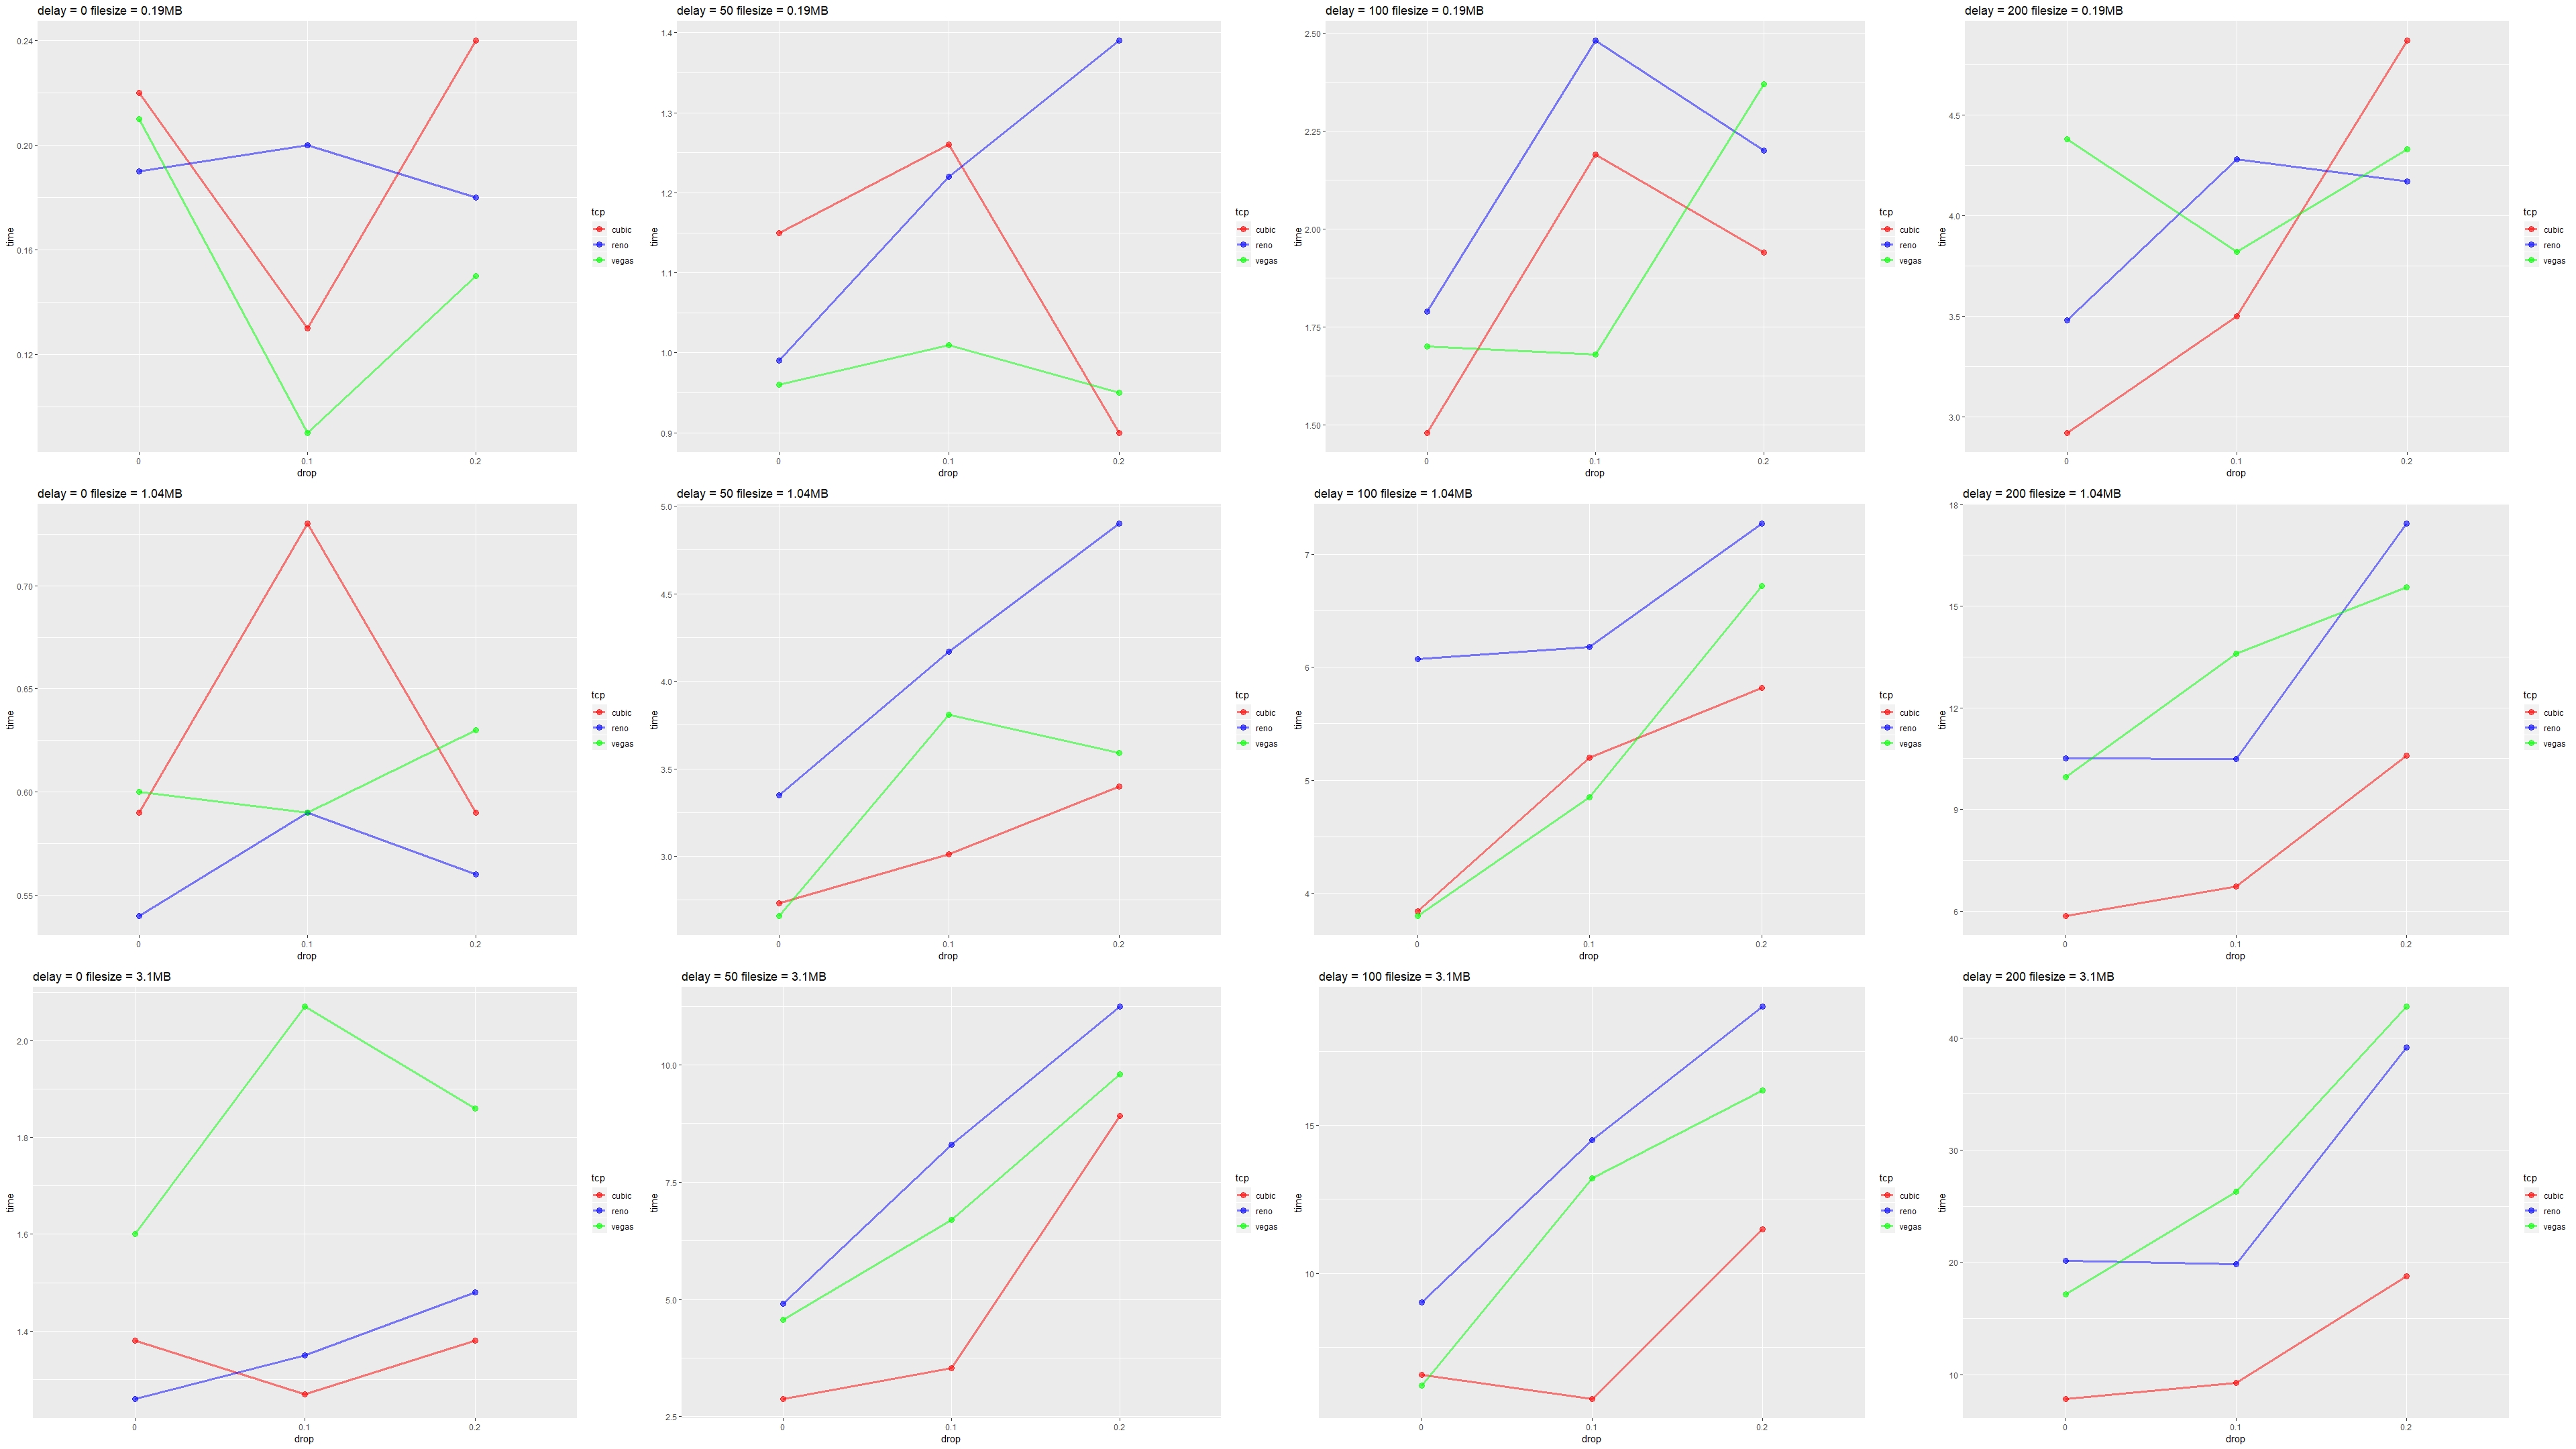 delay = 0 filesize = 0.19MB
0.24
0.20
0.16
0.12
time
0
0.1
0.2
drop
tcp
cubic
reno
vegas
delay = 50 filesize = 0.19MB
1.4
1.3
1.2
1.1
1.0
0.9
time
0
0.1
0.2
drop
tcp
cubic
reno
vegas
delay = 100 filesize = 0.19MB
2.50
2.25
2.00
1.75
1.50
time
0
0.1
0.2
drop
tcp
cubic
reno
vegas
delay = 200 filesize = 0.19MB
4.5
4.0
3.5
3.0
time
0
0.1
0.2
drop
tcp
cubic
reno
vegas
delay = 0 filesize = 1.04MB
0.70
0.65
0.60
0.55
time
0
0.1
0.2
drop
tcp
cubic
reno
vegas
delay = 50 filesize = 1.04MB
5.0
4.5
4.0
3.5
3.0
time
0
0.1
0.2
drop
tcp
cubic
reno
vegas
delay = 100 filesize = 1.04MB
7
6
5
4
time
0
0.1
0.2
drop
tcp
cubic
reno
vegas
delay = 200 filesize = 1.04MB
18
15
12
9
6
time
0
0.1
0.2
drop
tcp
cubic
reno
vegas
delay = 0 filesize = 3.1MB
2.0
1.8
1.6
1.4
time
0
0.1
0.2
drop
tcp
cubic
reno
vegas
delay = 50 filesize = 3.1MB
10.0
7.5
5.0
2.5
time
0
0.1
0.2
drop
tcp
cubic
reno
vegas
delay = 100 filesize = 3.1MB
15
10
time
0
0.1
0.2
drop
tcp
cubic
reno
vegas
delay = 200 filesize = 3.1MB
40
30
20
10
time
0
0.1
0.2
drop
tcp
cubic
reno
vegas